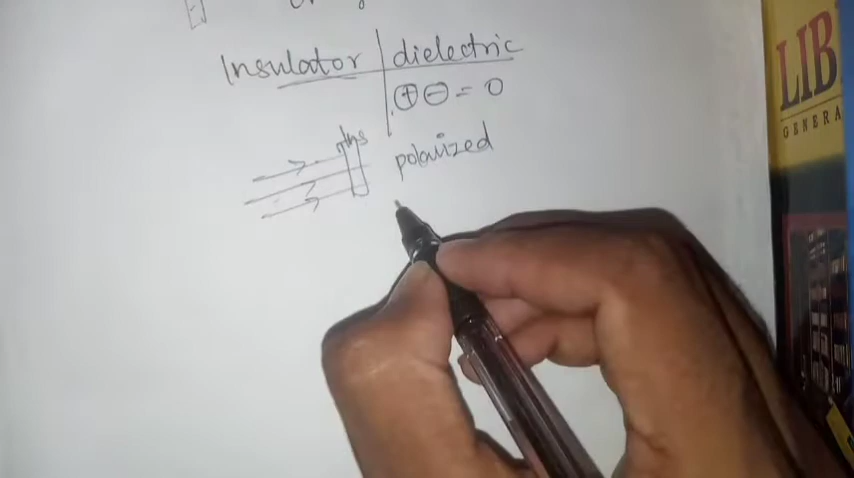 Insulator | dielectric
⊕ ⊖ = 0
polarized
LIB
GENERA